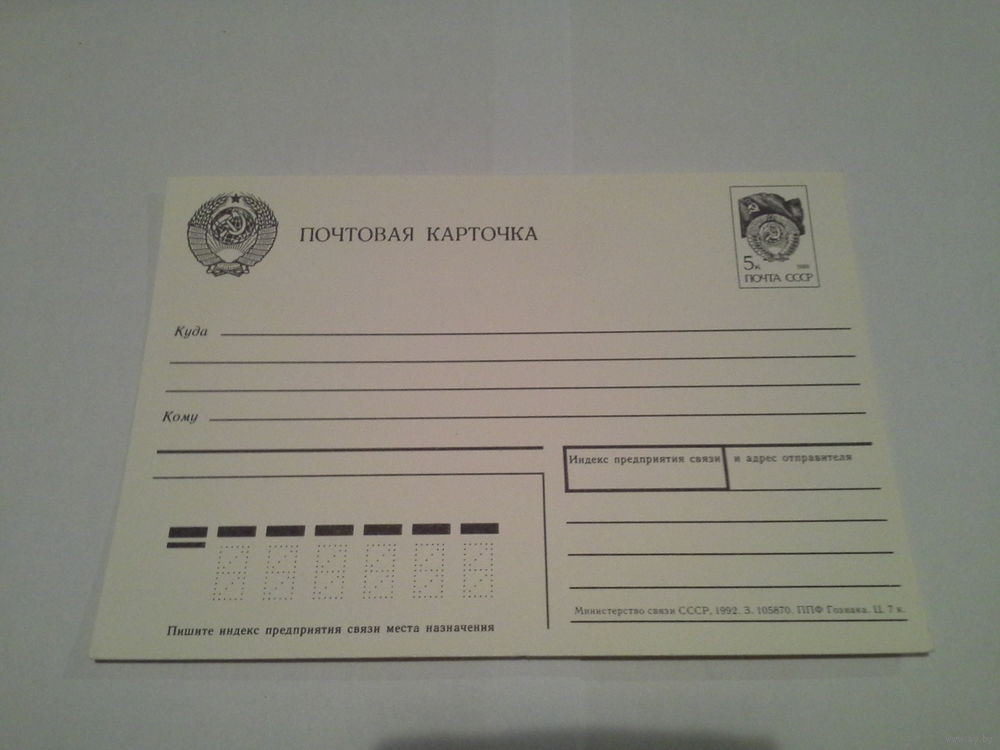 ПОЧТОВАЯ КАРТОЧКА
5к
ПОЧТА СССР
Куда
Кому
Индекс предприятия связи и адрес отправителя
Министерство связи СССР, 1992. З. 105870. ППФ Гознака. Ц. 7 к.
Пишите индекс предприятия связи места назначения